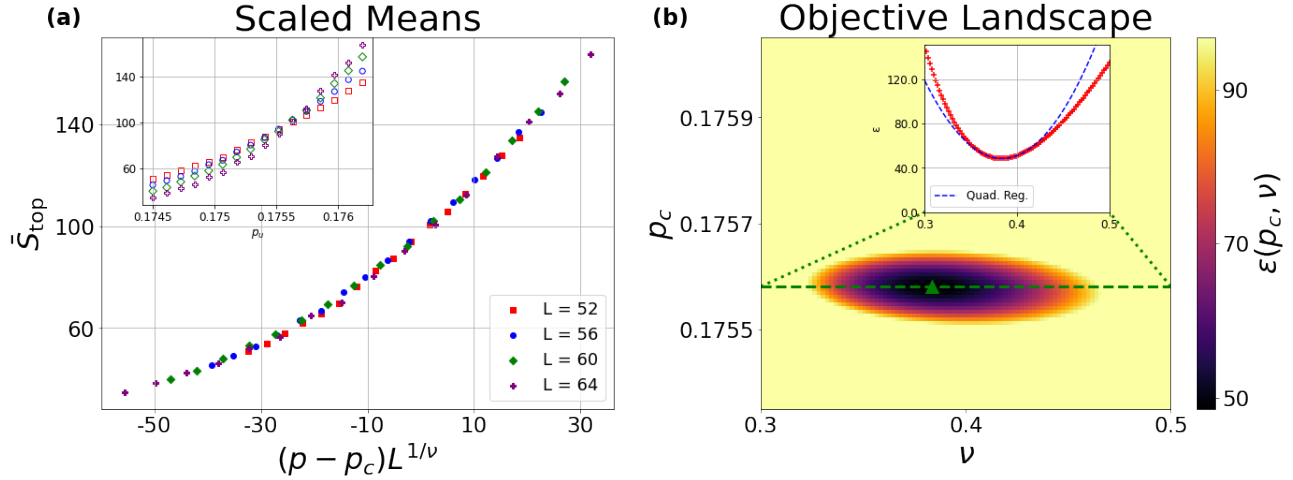 (a)
Scaled Means
140
100
60
S̄top
140
100
60
0.1745
0.175
0.1755
0.176
pu
L = 52
L = 56
L = 60
L = 64
-50
-30
-10
10
30
(p − pc)L^{1/ν}
(b)
Objective Landscape
0.1759
0.1757
0.1755
pc
120.0
80.0
40.0
0.0
ε
Quad. Reg.
0.3
0.4
0.5
0.3
0.4
0.5
ν
90
70
50
ε(pc, ν)